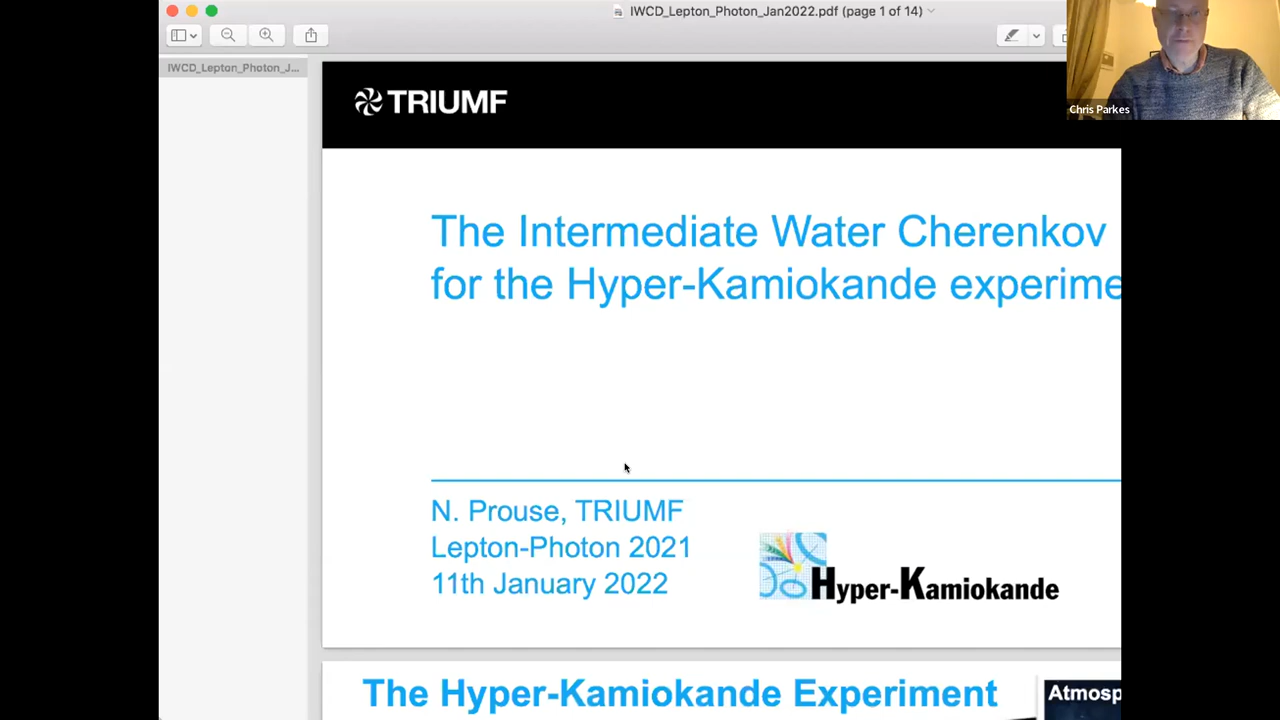 IWCD_Lepton_Photon_Jan2022.pdf (page 1 of 14)
IWCD_Lepton_Photon_J...
Chris Parkes
TRIUMF
The Intermediate Water Cherenkov
for the Hyper-Kamiokande experime
N. Prouse, TRIUMF
Lepton-Photon 2021
11th January 2022
Hyper-Kamiokande
The Hyper-Kamiokande Experiment
Atmosp